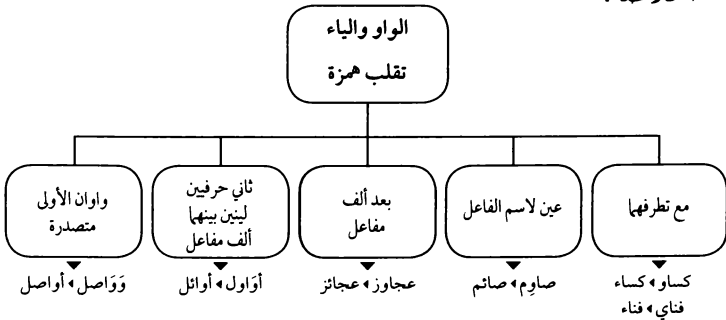 الواو والياء
تقلب همزة
مع تطرفهما
كساو ◂ كساء
فناي ◂ فناء
عين لاسم الفاعل
صاوِم ◂ صائم
بعد ألف
مفاعل
عجاوز ◂ عجائز
ثاني حرفين
لينين بينهما
ألف مفاعل
أوَاول ◂ أوائل
واوان الأولى
متصدرة
وَوَاصل ◂ أواصل